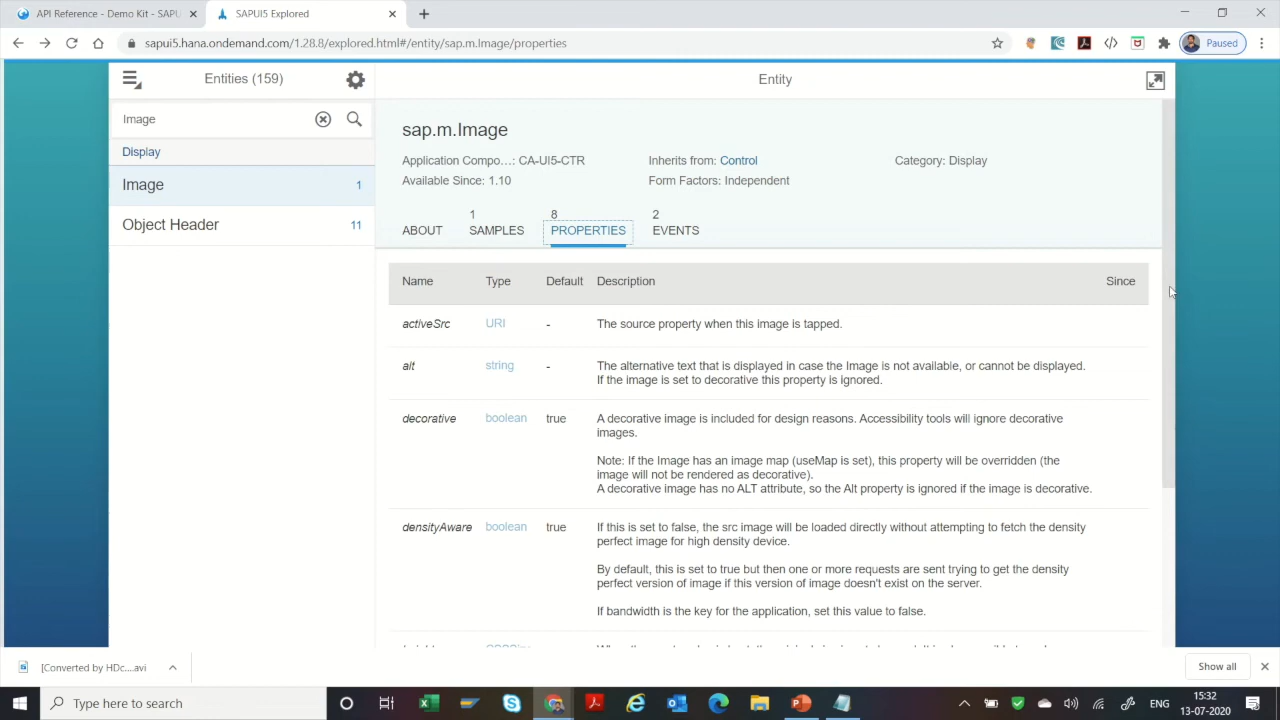 API Reference - Demo Kit - SAPU
SAPUI5 Explored
sapui5.hana.ondemand.com/1.28.8/explored.html#/entity/sap.m.Image/properties
Paused
Entities (159)
Entity
Image
Display
Image 1
Object Header 11
sap.m.Image
Application Compo...: CA-UI5-CTR
Inherits from: Control
Category: Display
Available Since: 1.10
Form Factors: Independent
ABOUT
1
SAMPLES
8
PROPERTIES
2
EVENTS
Name Type Default Description Since
activeSrc URI - The source property when this image is tapped.
alt string - The alternative text that is displayed in case the Image is not available, or cannot be displayed.
If the image is set to decorative this property is ignored.
decorative boolean true A decorative image is included for design reasons. Accessibility tools will ignore decorative
images.
Note: If the Image has an image map (useMap is set), this property will be overridden (the
image will not be rendered as decorative).
A decorative image has no ALT attribute, so the Alt property is ignored if the image is decorative.
densityAware boolean true If this is set to false, the src image will be loaded directly without attempting to fetch the density
perfect image for high density device.
By default, this is set to true but then one or more requests are sent trying to get the density
perfect version of image if this version of image doesn't exist on the server.
If bandwidth is the key for the application, set this value to false.
[Converted by HDc....avi
Show all
Type here to search
ENG
15:32
13-07-2020